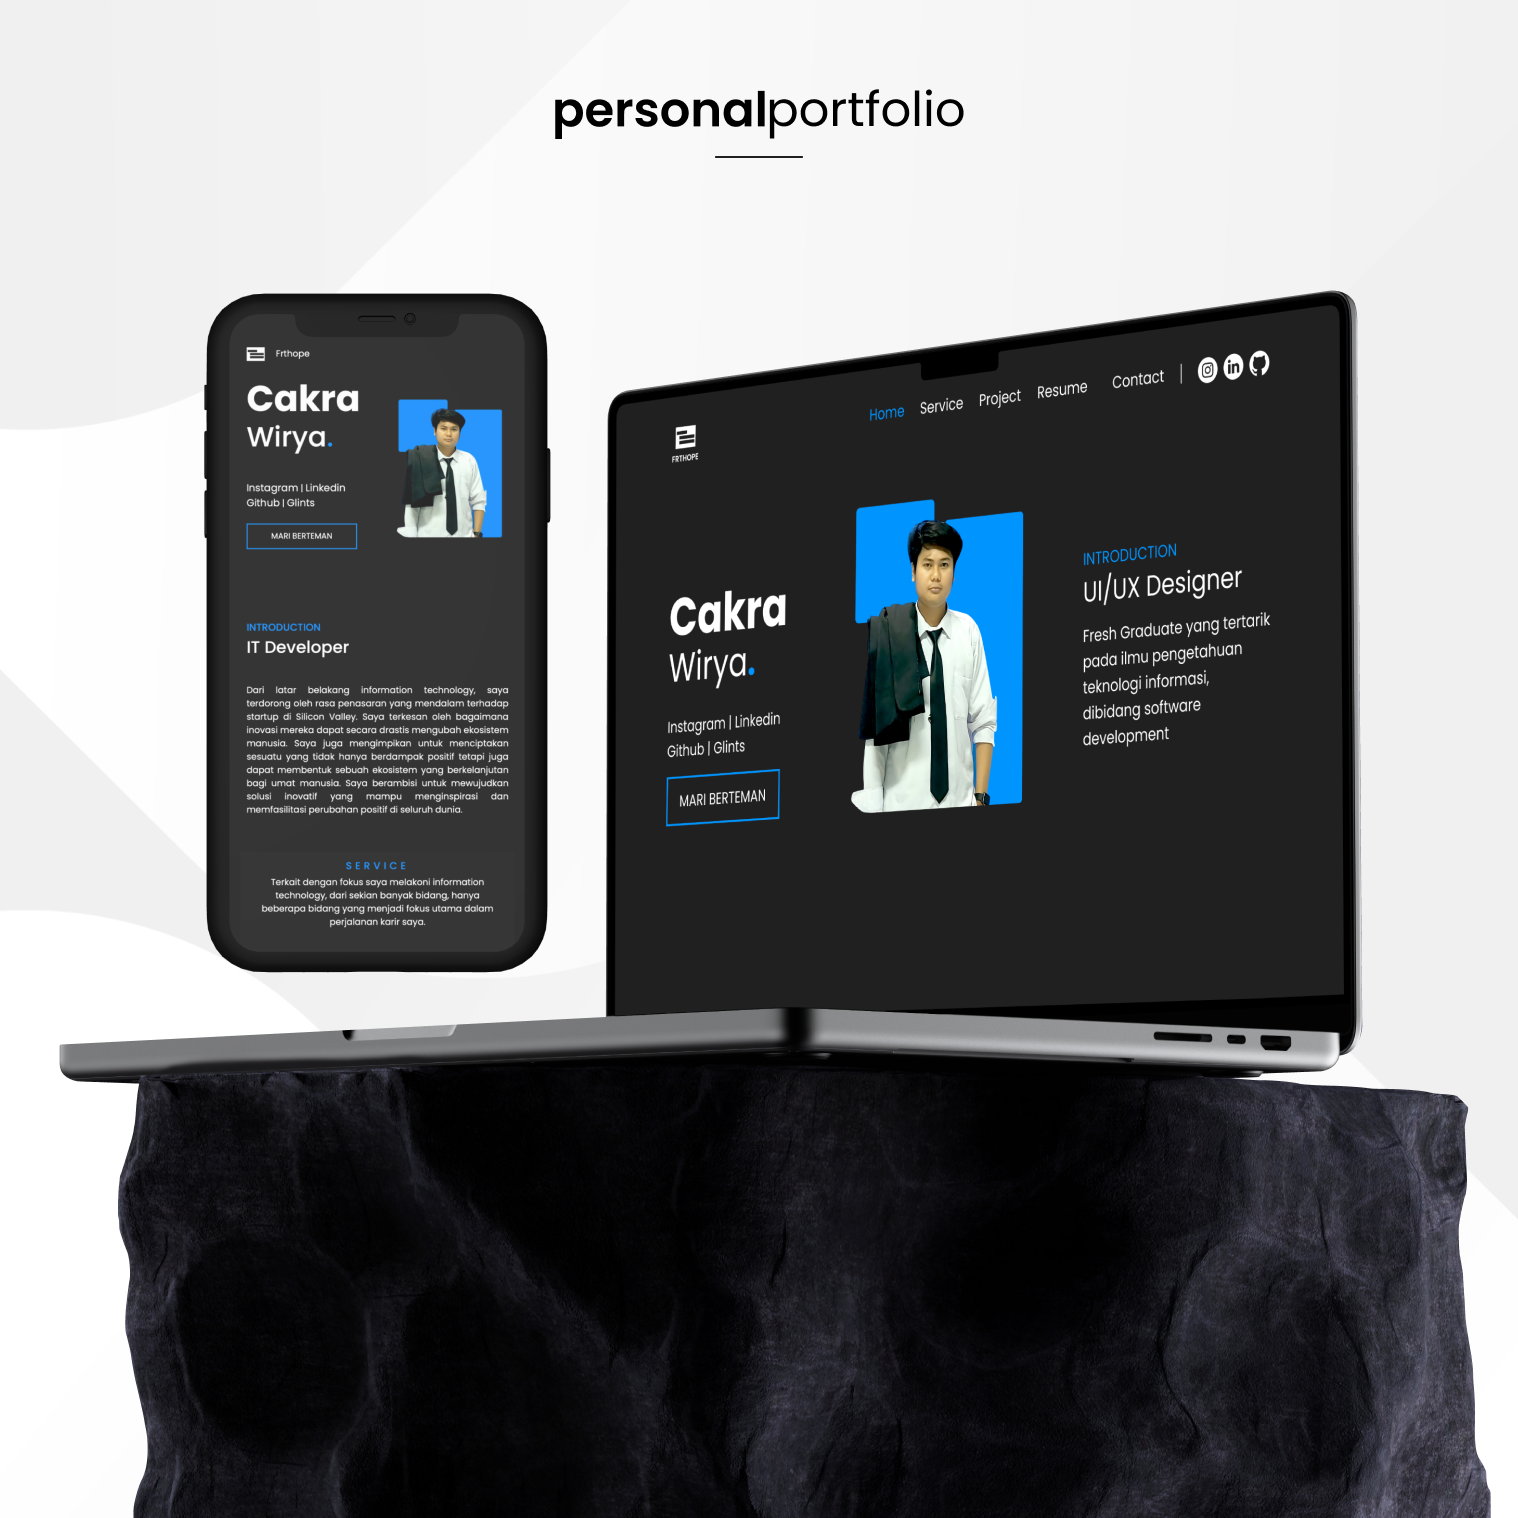 personalportfolio
Frthope
Cakra
Wirya.
Instagram | Linkedin
Github | Glints
MARI BERTEMAN
INTRODUCTION
IT Developer
Dari latar belakang information technology, saya
terdorong oleh rasa penasaran yang mendalam terhadap
startup di Silicon Valley. Saya terkesan oleh bagaimana
inovasi mereka dapat secara drastis mengubah ekosistem
manusia. Saya juga mengimpikan untuk menciptakan
sesuatu yang tidak hanya berdampak positif tetapi juga
dapat membentuk sebuah ekosistem yang berkelanjutan
bagi umat manusia. Saya berambisi untuk mewujudkan
solusi inovatif yang mampu menginspirasi dan
memfasilitasi perubahan positif di seluruh dunia.
SERVICE
Terkait dengan fokus saya melakoni information
technology, dari sekian banyak bidang, hanya
beberapa bidang yang menjadi fokus utama dalam
perjalanan karir saya.
FRTHOPE
Home Service Project Resume Contact
Cakra
Wirya.
Instagram | Linkedin
Github | Glints
MARI BERTEMAN
INTRODUCTION
UI/UX Designer
Fresh Graduate yang tertarik
pada ilmu pengetahuan
teknologi informasi,
dibidang software
development